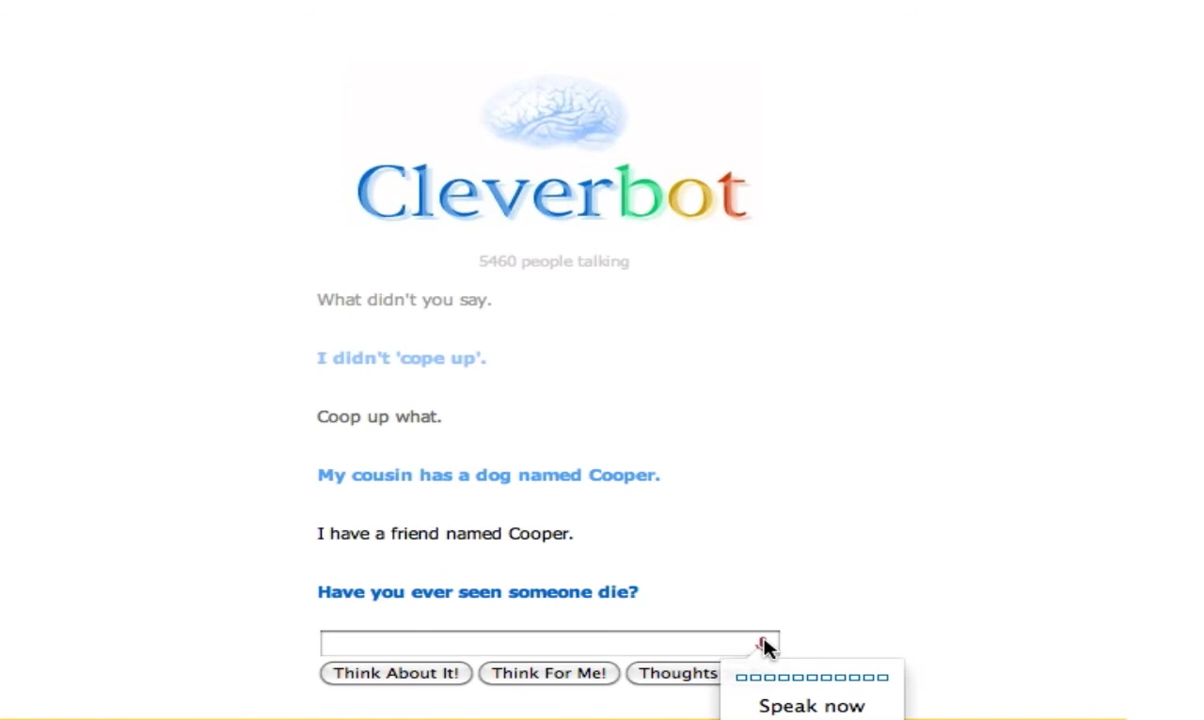 Cleverbot
5460 people talking
What didn't you say.
I didn't 'cope up'.
Coop up what.
My cousin has a dog named Cooper.
I have a friend named Cooper.
Have you ever seen someone die?
Think About It! Think For Me! Thoughts
Speak now